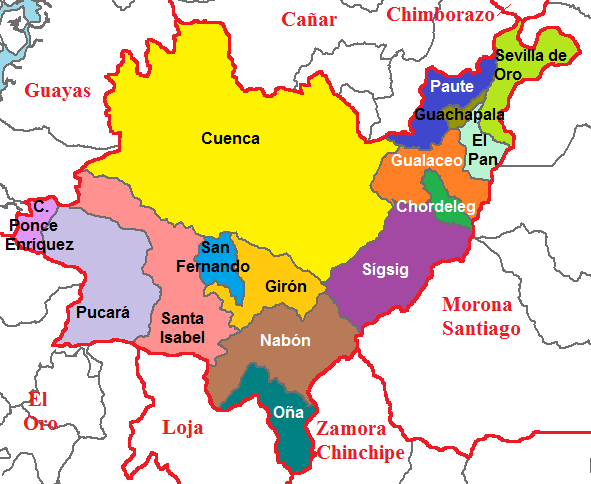 Chimborazo
Cañar
Sevilla de
Oro
Guayas
Paute
Guachapala
Cuenca
El
Pan
Gualaceo
C.
Ponce
Enríquez
Chordeleg
San
Fernando
Sígsig
Girón
Pucará
Santa
Isabel
Morona
Santiago
Nabón
El
Oro
Loja
Oña
Zamora
Chinchipe